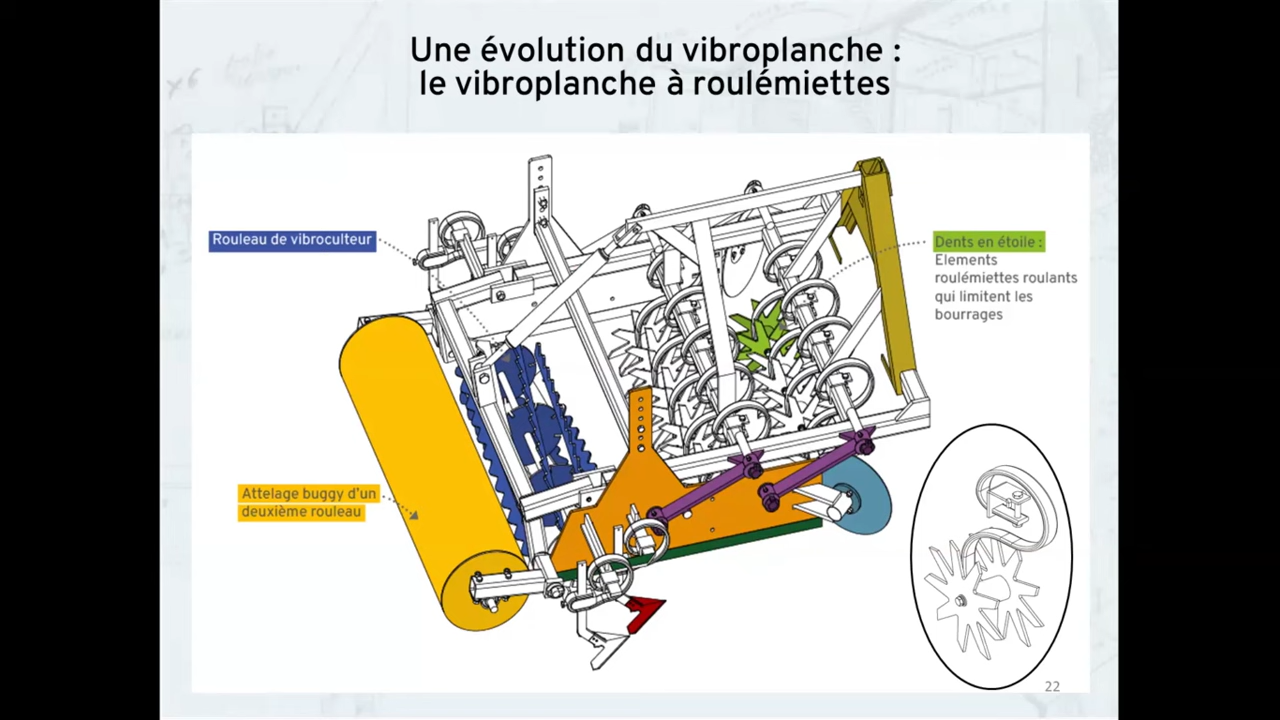 Une évolution du vibroplanche :
le vibroplanche à roulémiettes
Rouleau de vibroculteur
Dents en étoile :
Elements
roulémiettes roulants
qui limitent les
bourrages
Attelage buggy d'un
deuxième rouleau
22